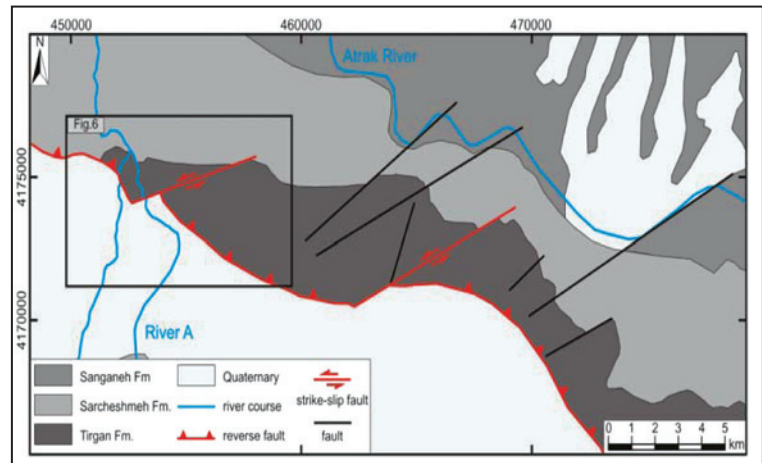 450000 460000 470000
N
Atrak River
Fig.6
4175000
4170000
River A
Sanganeh Fm
Sarcheshmeh Fm.
Tirgan Fm.
Quaternary
river course
reverse fault
strike-slip fault
fault
0 1 2 3 4 5
km